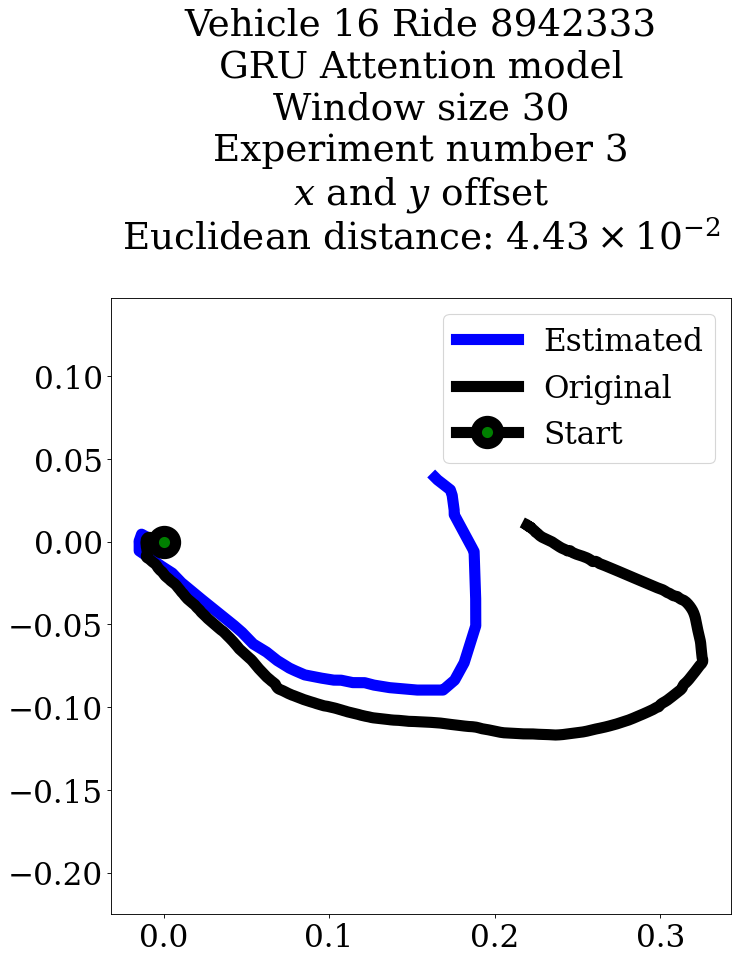 Vehicle 16 Ride 8942333
GRU Attention model
Window size 30
Experiment number 3
x and y offset
Euclidean distance: 4.43 × 10⁻²
Estimated
Original
Start
0.10
0.05
0.00
−0.05
−0.10
−0.15
−0.20
0.0 0.1 0.2 0.3